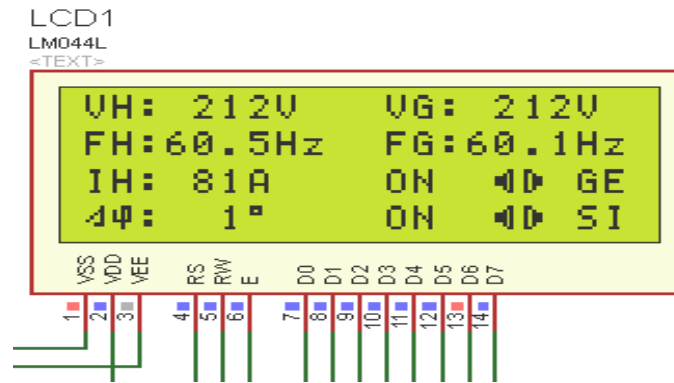 LCD1
LM044L
<TEXT>
VH: 212V VG: 212V
FH:60.5Hz FG:60.1Hz
IH: 81A ON GE
Δφ: 1° ON SI
VSS VDD VEE RS RW E D0 D1 D2 D3 D4 D5 D6 D7
1 2 3 4 5 6 7 8 9 10 11 12 13 14